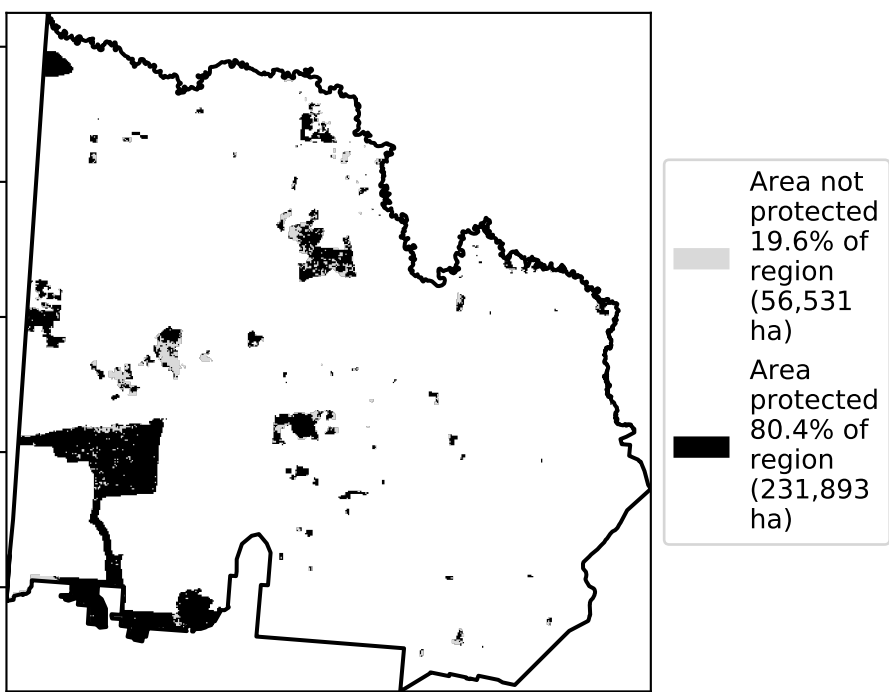 Area not
protected
19.6% of
region
(56,531
ha)
Area
protected
80.4% of
region
(231,893
ha)